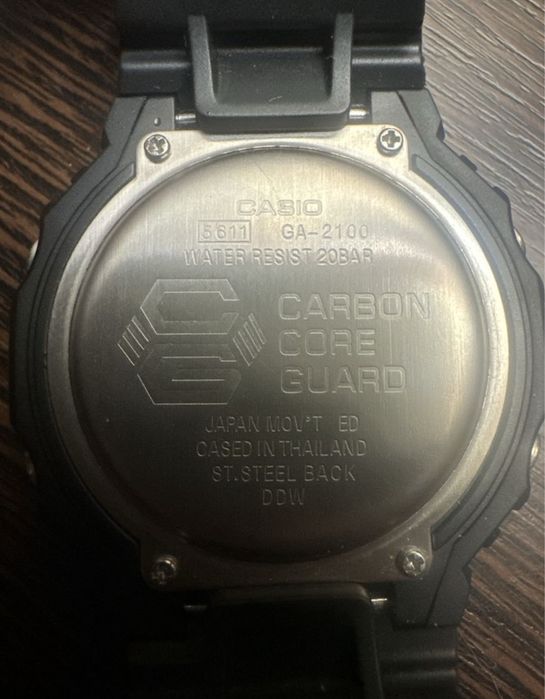 CASIO
5611 GA-2100
WATER RESIST 20BAR
CARBON
CORE
GUARD
JAPAN MOV'T ED
CASED IN THAILAND
ST.STEEL BACK
DDW